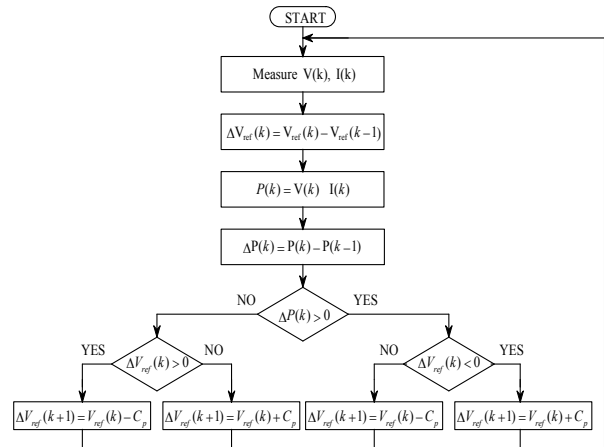 START
Measure V(k), I(k)
ΔV_ref(k) = V_ref(k) − V_ref(k−1)
P(k) = V(k) I(k)
ΔP(k) = P(k) − P(k−1)
NO
ΔP(k) > 0
YES
YES
ΔV_ref(k) > 0
NO
NO
ΔV_ref(k) < 0
YES
ΔV_ref(k+1) = V_ref(k) − C_p
ΔV_ref(k+1) = V_ref(k) + C_p
ΔV_ref(k+1) = V_ref(k) − C_p
ΔV_ref(k+1) = V_ref(k) + C_p